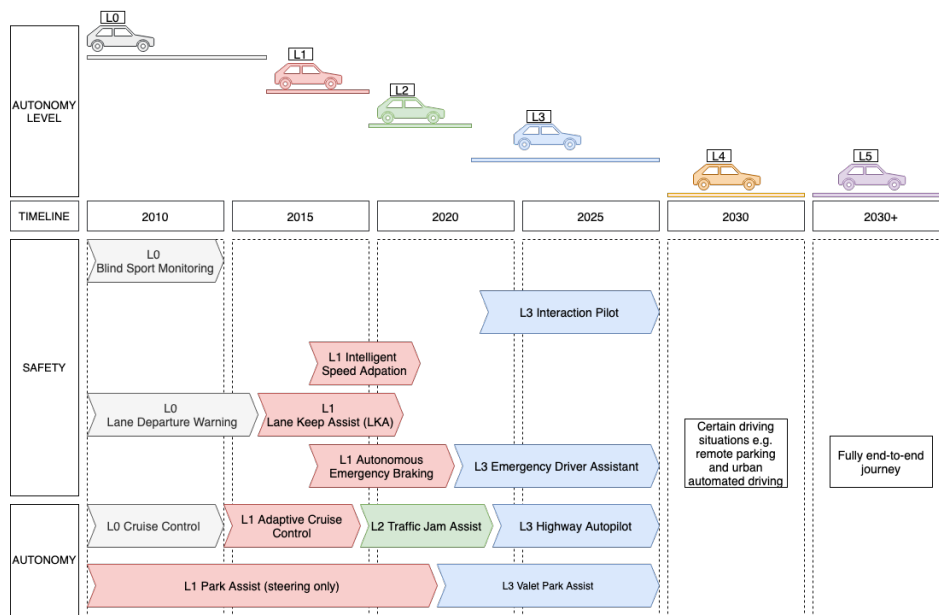 L0
L1
L2
L3
L4
L5
AUTONOMY
LEVEL
TIMELINE
2010
2015
2020
2025
2030
2030+
SAFETY
L0
Blind Sport Monitoring
L3 Interaction Pilot
L1 Intelligent
Speed Adpation
L0
Lane Departure Warning
L1
Lane Keep Assist (LKA)
L1 Autonomous
Emergency Braking
L3 Emergency Driver Assistant
Certain driving
situations e.g.
remote parking
and urban
automated driving
Fully end-to-end
journey
AUTONOMY
L0 Cruise Control
L1 Adaptive Cruise
Control
L2 Traffic Jam Assist
L3 Highway Autopilot
L1 Park Assist (steering only)
L3 Valet Park Assist